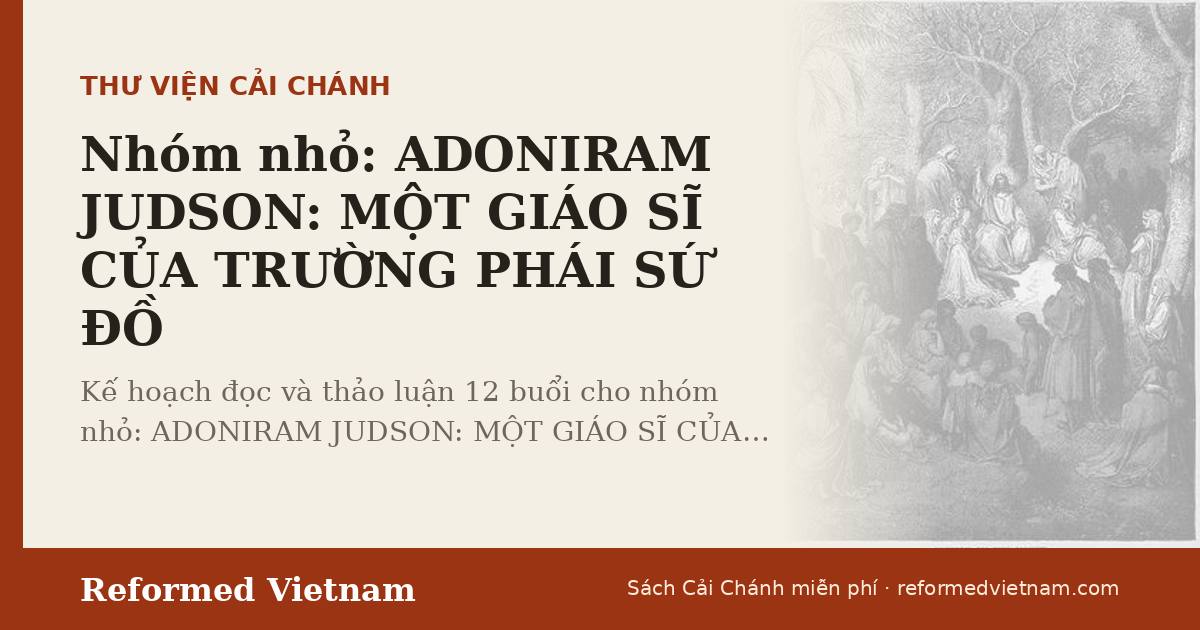 THƯ VIỆN CẢI CHÁNH
Nhóm nhỏ: ADONIRAM
JUDSON: MỘT GIÁO SĨ
CỦA TRƯỜNG PHÁI SỨ
ĐỒ
Kế hoạch đọc và thảo luận 12 buổi cho nhóm
nhỏ: ADONIRAM JUDSON: MỘT GIÁO SĨ CỦA…
Reformed Vietnam
Sách Cải Chánh miễn phí · reformedvietnam.com